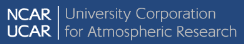 NCAR | University Corporation
UCAR | for Atmospheric Research